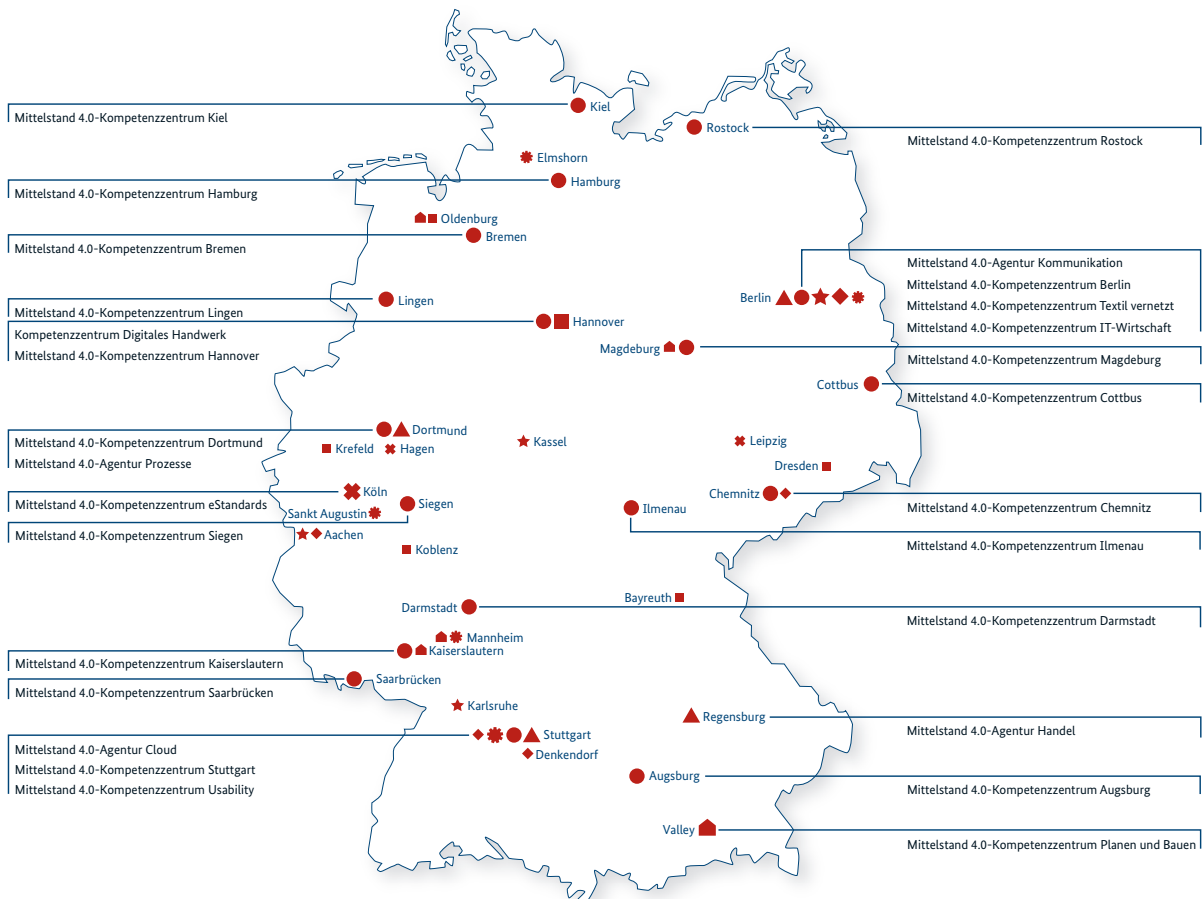 Kiel
Mittelstand 4.0-Kompetenzzentrum Kiel
Rostock
Mittelstand 4.0-Kompetenzzentrum Rostock
Elmshorn
Hamburg
Mittelstand 4.0-Kompetenzzentrum Hamburg
Oldenburg
Bremen
Mittelstand 4.0-Kompetenzzentrum Bremen
Mittelstand 4.0-Agentur Kommunikation
Mittelstand 4.0-Kompetenzzentrum Berlin
Mittelstand 4.0-Kompetenzzentrum Textil vernetzt
Mittelstand 4.0-Kompetenzzentrum IT-Wirtschaft
Berlin
Lingen
Mittelstand 4.0-Kompetenzzentrum Lingen
Hannover
Kompetenzzentrum Digitales Handwerk
Mittelstand 4.0-Kompetenzzentrum Hannover
Magdeburg
Mittelstand 4.0-Kompetenzzentrum Magdeburg
Cottbus
Mittelstand 4.0-Kompetenzzentrum Cottbus
Dortmund
Mittelstand 4.0-Kompetenzzentrum Dortmund
Mittelstand 4.0-Agentur Prozesse
Krefeld
Hagen
Kassel
Leipzig
Dresden
Köln
Mittelstand 4.0-Kompetenzzentrum eStandards
Siegen
Sankt Augustin
Mittelstand 4.0-Kompetenzzentrum Siegen
Aachen
Koblenz
Chemnitz
Mittelstand 4.0-Kompetenzzentrum Chemnitz
Ilmenau
Mittelstand 4.0-Kompetenzzentrum Ilmenau
Bayreuth
Darmstadt
Mittelstand 4.0-Kompetenzzentrum Darmstadt
Mannheim
Kaiserslautern
Mittelstand 4.0-Kompetenzzentrum Kaiserslautern
Saarbrücken
Mittelstand 4.0-Kompetenzzentrum Saarbrücken
Karlsruhe
Regensburg
Mittelstand 4.0-Agentur Handel
Stuttgart
Mittelstand 4.0-Agentur Cloud
Mittelstand 4.0-Kompetenzzentrum Stuttgart
Mittelstand 4.0-Kompetenzzentrum Usability
Denkendorf
Augsburg
Mittelstand 4.0-Kompetenzzentrum Augsburg
Valley
Mittelstand 4.0-Kompetenzzentrum Planen und Bauen